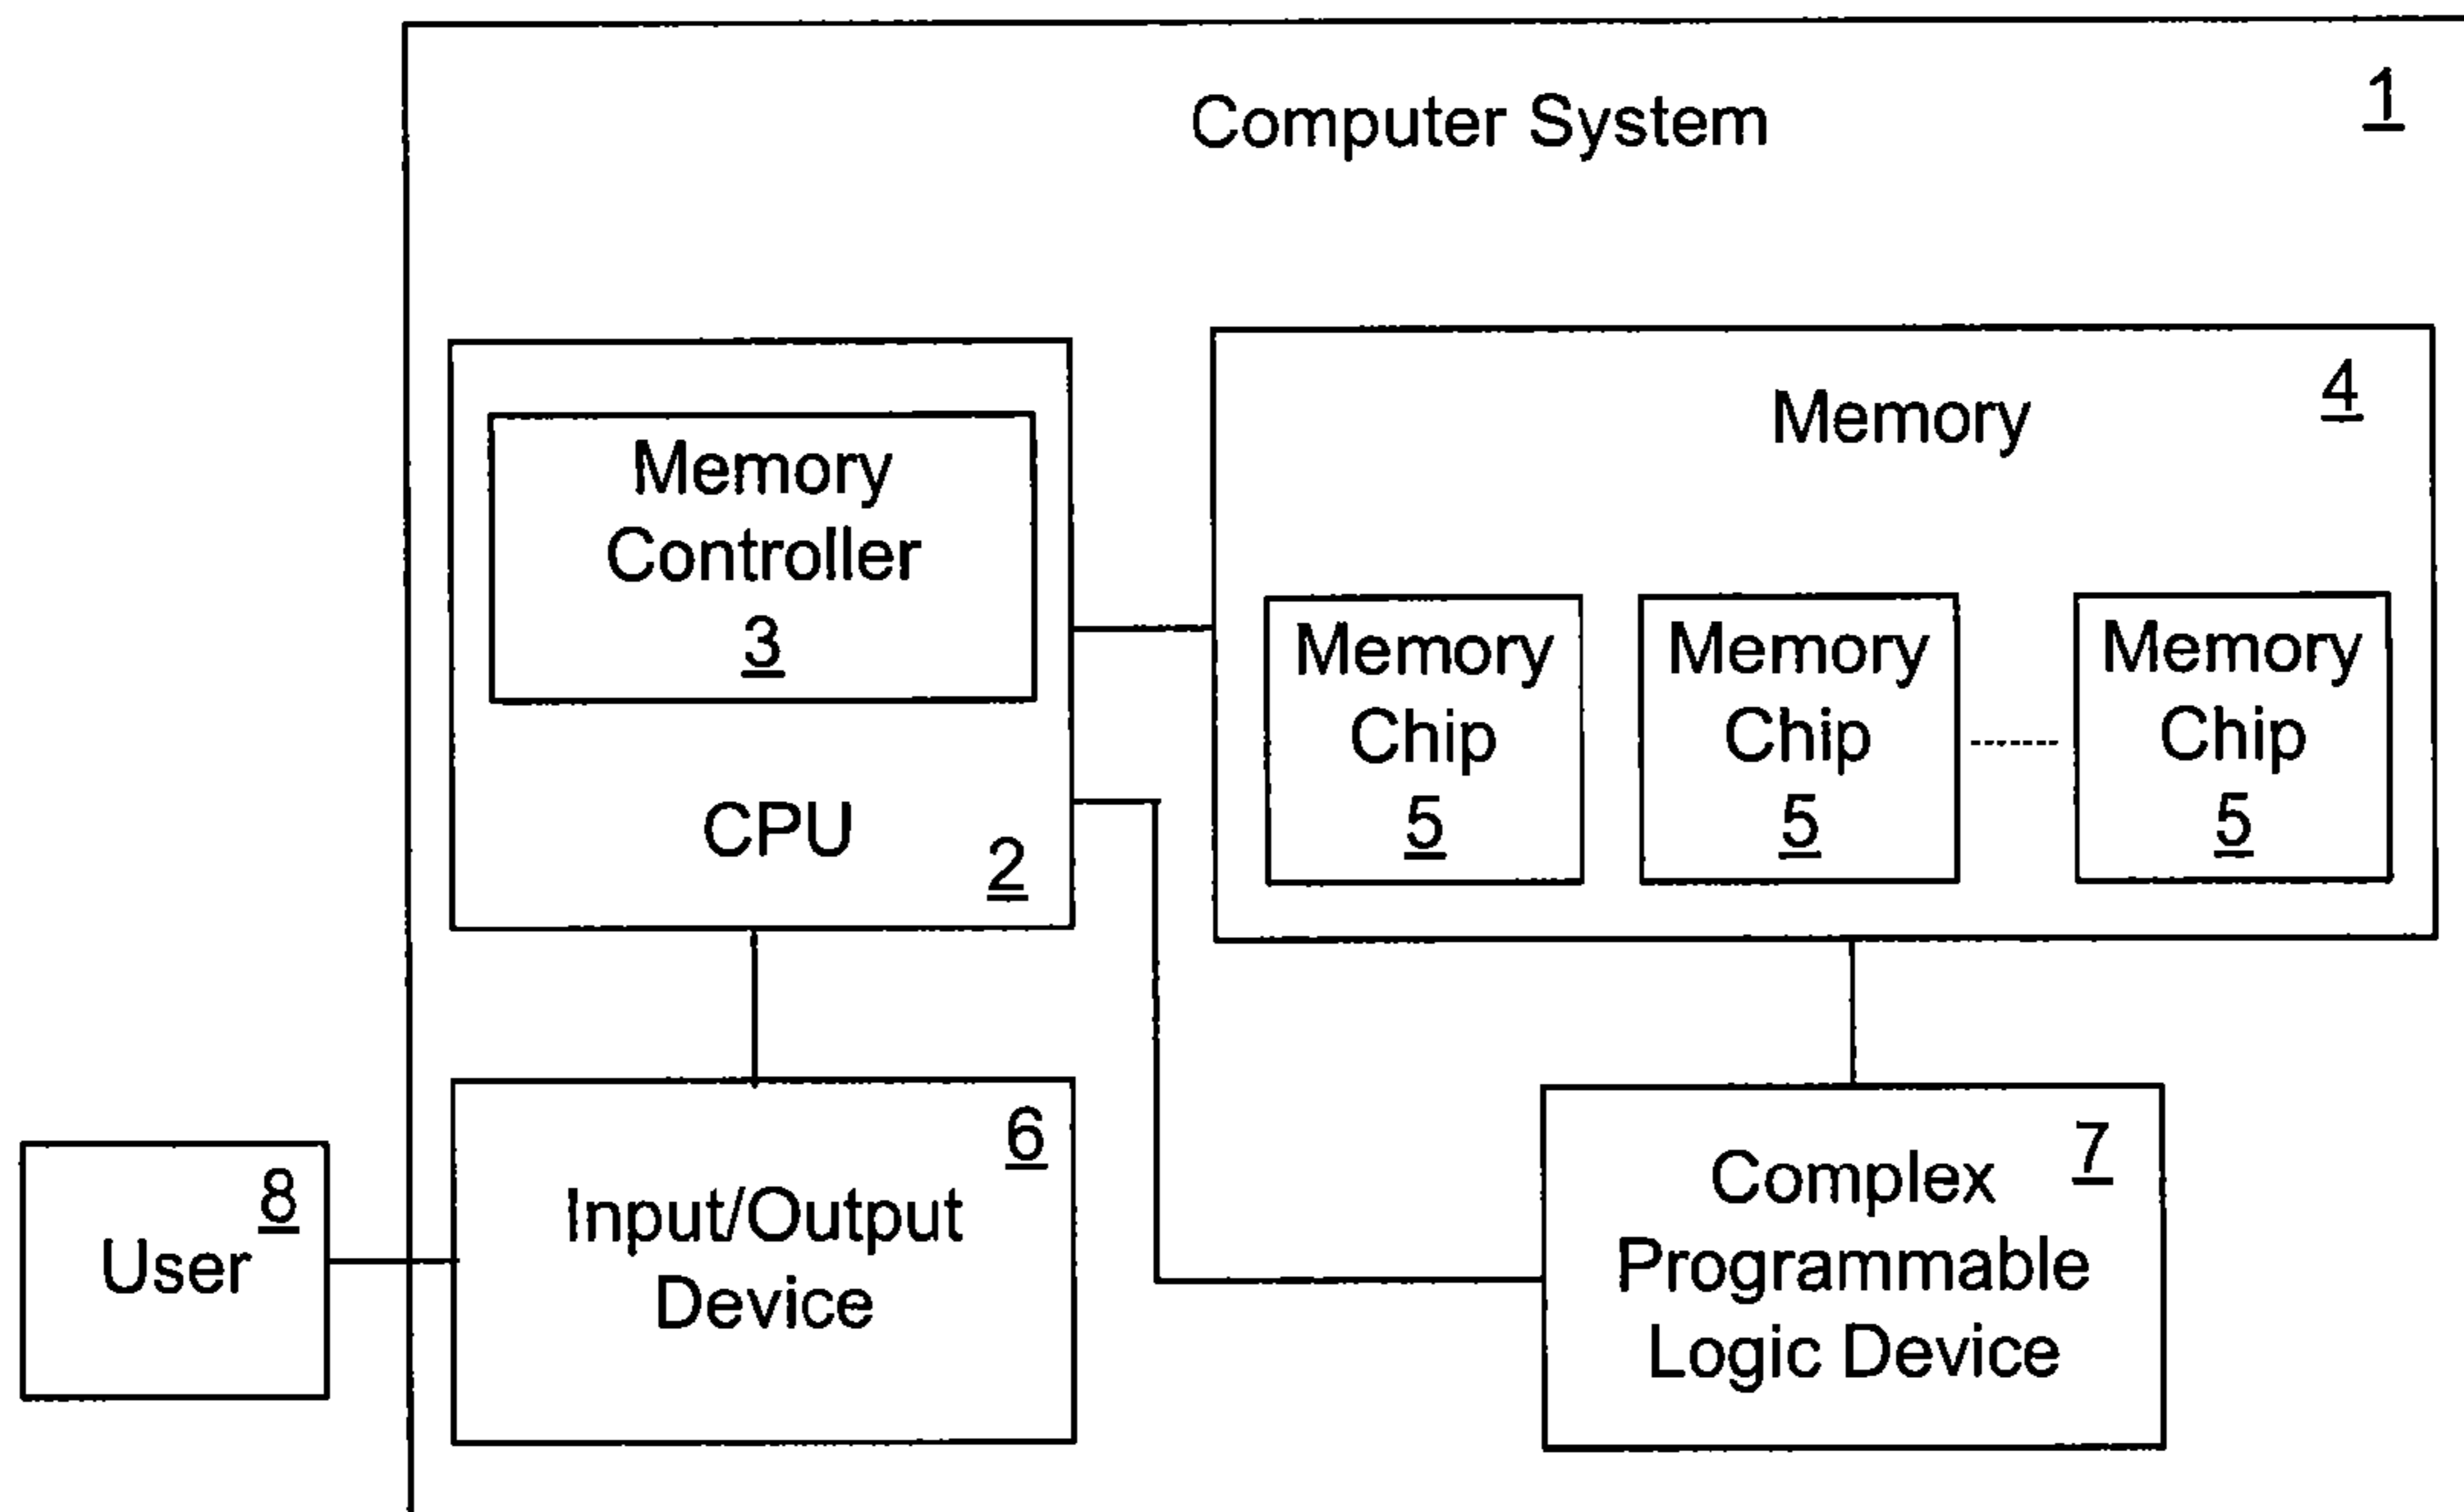 1
Computer System
4
Memory
Memory
Controller
3
CPU
2
Memory
Chip
5
Memory
Chip
5
Memory
Chip
5
6
Input/Output
Device
7
Complex
Programmable
Logic Device
8
User